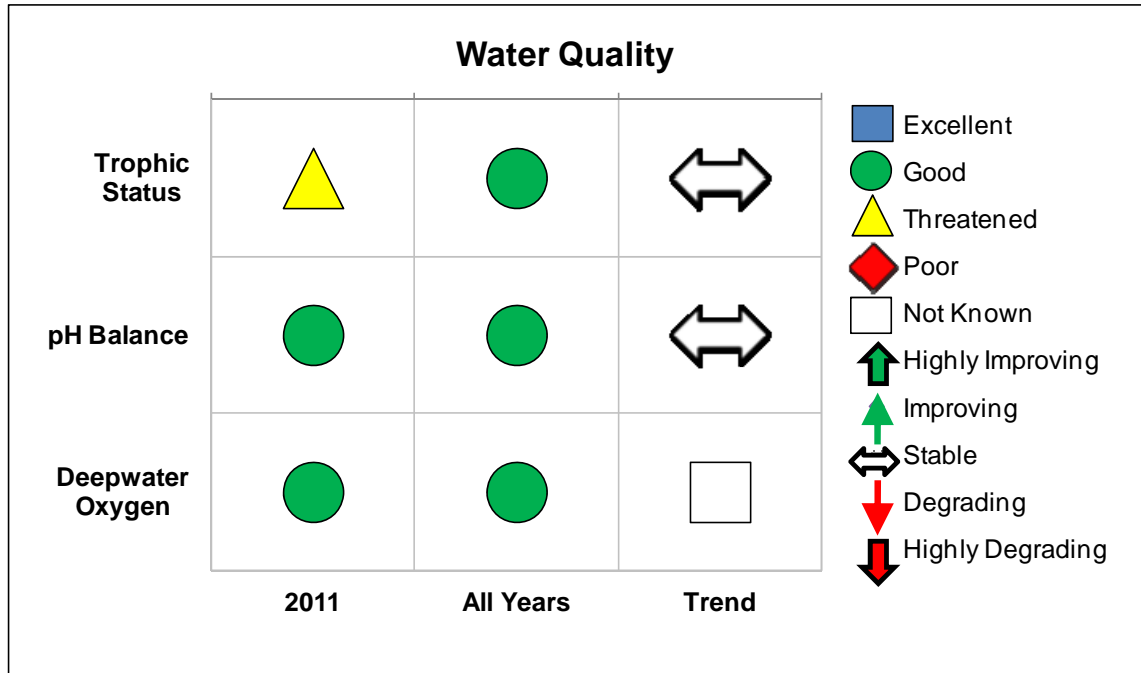 Water Quality
Trophic
Status
pH Balance
Deepwater
Oxygen
2011
All Years
Trend
Excellent
Good
Threatened
Poor
Not Known
Highly Improving
Improving
Stable
Degrading
Highly Degrading